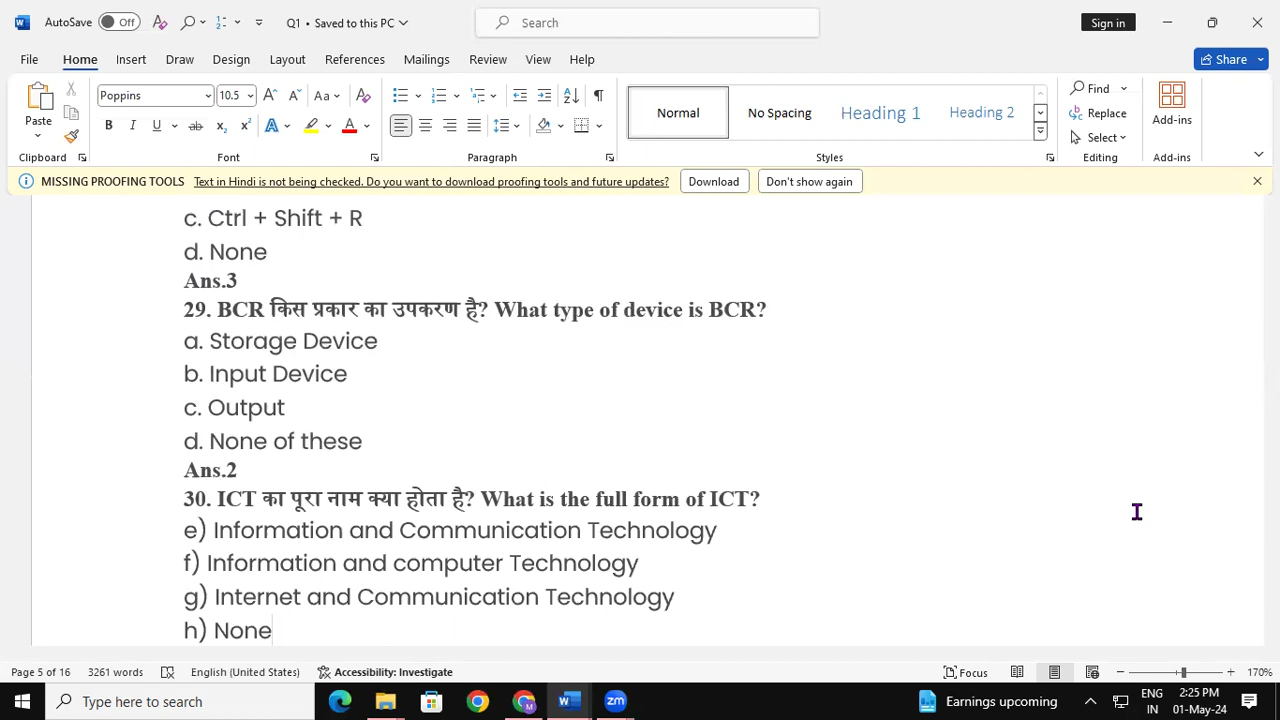 AutoSave Off Q1 • Saved to this PC Search Sign in
File Home Insert Draw Design Layout References Mailings Review View Help Share
Poppins 10.5 Aa Find
Paste Normal No Spacing Heading 1 Heading 2 Replace Add-ins
B I U ab x₂ x² A A Select
Clipboard Font Paragraph Styles Editing Add-ins
MISSING PROOFING TOOLS Text in Hindi is not being checked. Do you want to download proofing tools and future updates? Download Don't show again
c. Ctrl + Shift + R
d. None
Ans.3
29. BCR किस प्रकार का उपकरण है? What type of device is BCR?
a. Storage Device
b. Input Device
c. Output
d. None of these
Ans.2
30. ICT का पूरा नाम क्या होता है? What is the full form of ICT?
e) Information and Communication Technology
f) Information and computer Technology
g) Internet and Communication Technology
h) None
Page 5 of 16 3261 words English (United States) Accessibility: Investigate Focus 170%
Type here to search zm Earnings upcoming ENG IN 2:25 PM 01-May-24